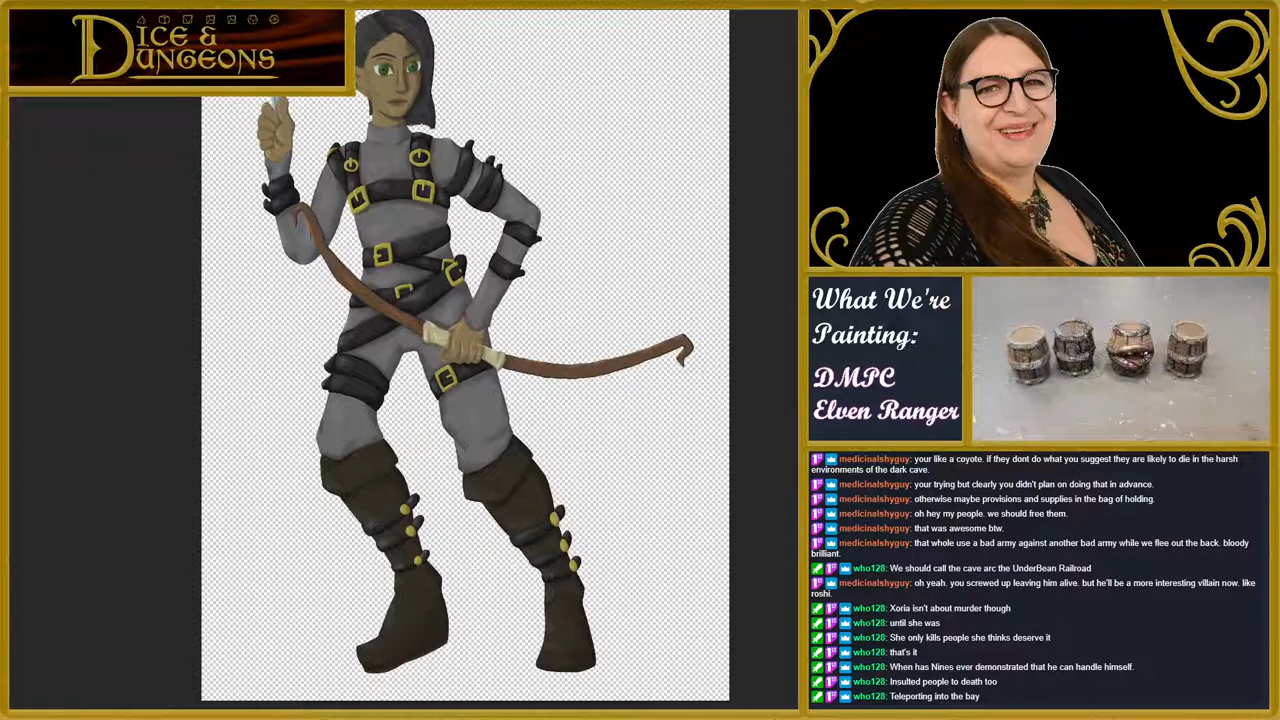 DICE &
DUNGEONS
What We're
Painting:
DMPC
Elven Ranger
medicinalshyguy: your like a coyote. if they dont do what you suggest they are likely to die in the harsh
environments of the dark cave.
medicinalshyguy: your trying but clearly you didn't plan on doing that in advance.
medicinalshyguy: otherwise maybe provisions and supplies in the bag of holding.
medicinalshyguy: oh hey my people. we should free them.
medicinalshyguy: that was awesome btw.
medicinalshyguy: that whole use a bad army against another bad army while we flee out the back. bloody
brilliant.
who128: We should call the cave arc the UnderBean Railroad
medicinalshyguy: oh yeah. you screwed up leaving him alive. but he'll be a more interesting villain now. like
roshi.
who128: Xoria isn't about murder though
who128: until she was
who128: She only kills people she thinks deserve it
who128: that's it
who128: When has Nines ever demonstrated that he can handle himself.
who128: Insulted people to death too
who128: Teleporting into the bay